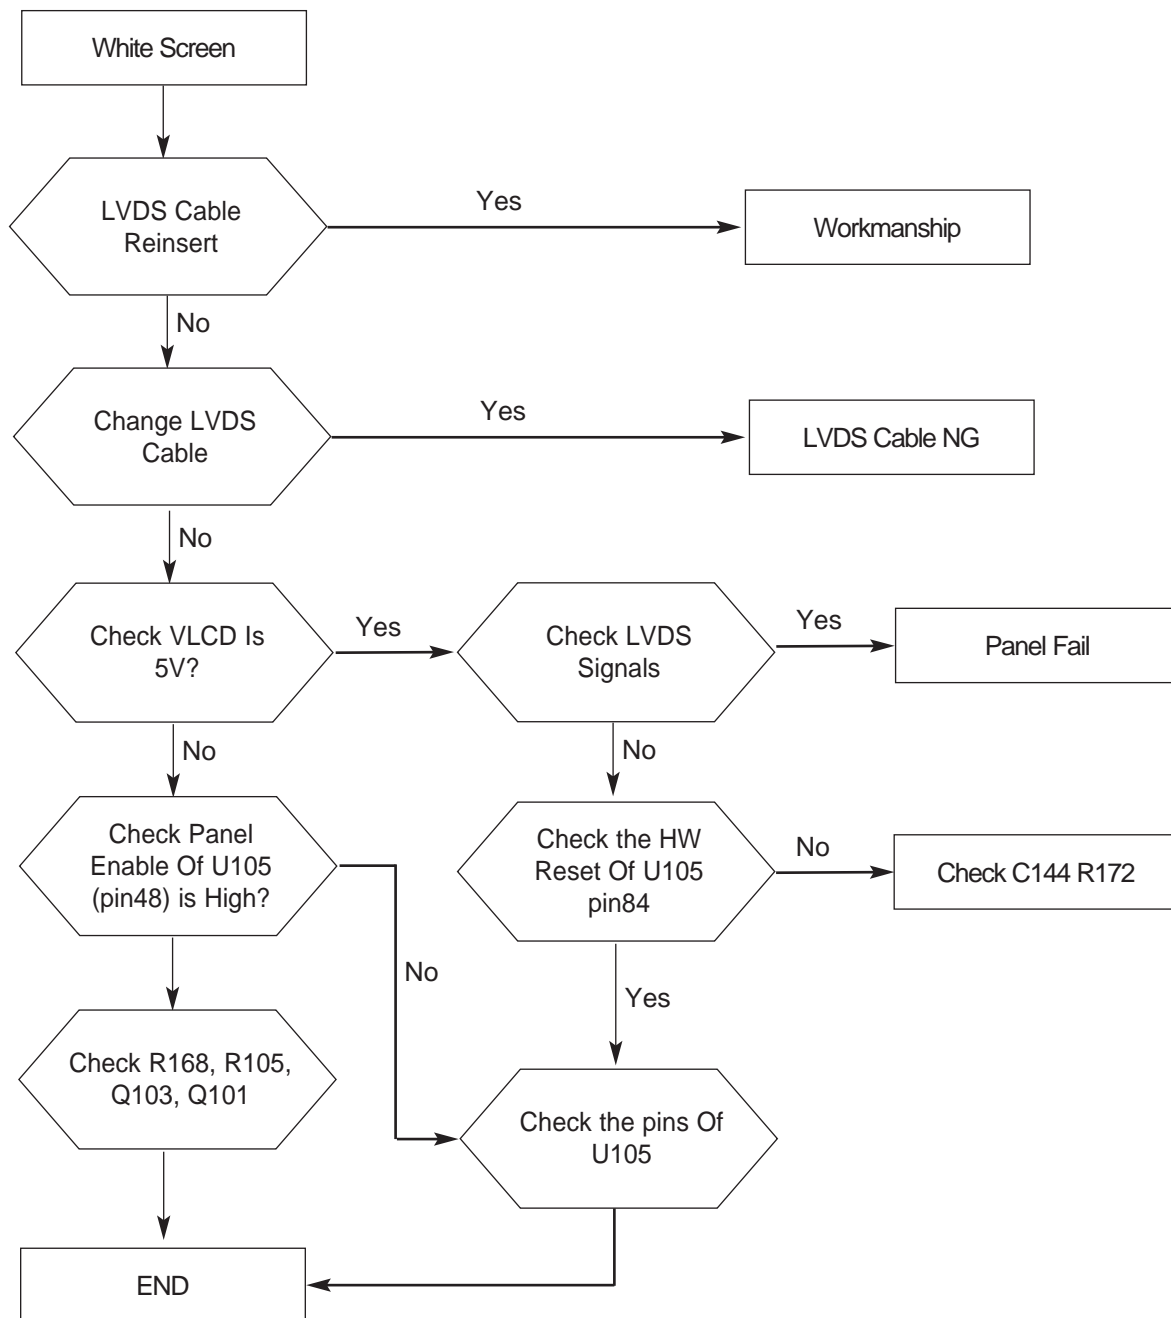 White Screen
LVDS Cable
Reinsert
Yes
Workmanship
No
Change LVDS
Cable
Yes
LVDS Cable NG
No
Check VLCD Is
5V?
Yes
Check LVDS
Signals
Yes
Panel Fail
No
No
Check Panel
Enable Of U105
(pin48) is High?
Check the HW
Reset Of U105
pin84
No
Check C144 R172
No
Yes
Check R168, R105,
Q103, Q101
Check the pins Of
U105
END